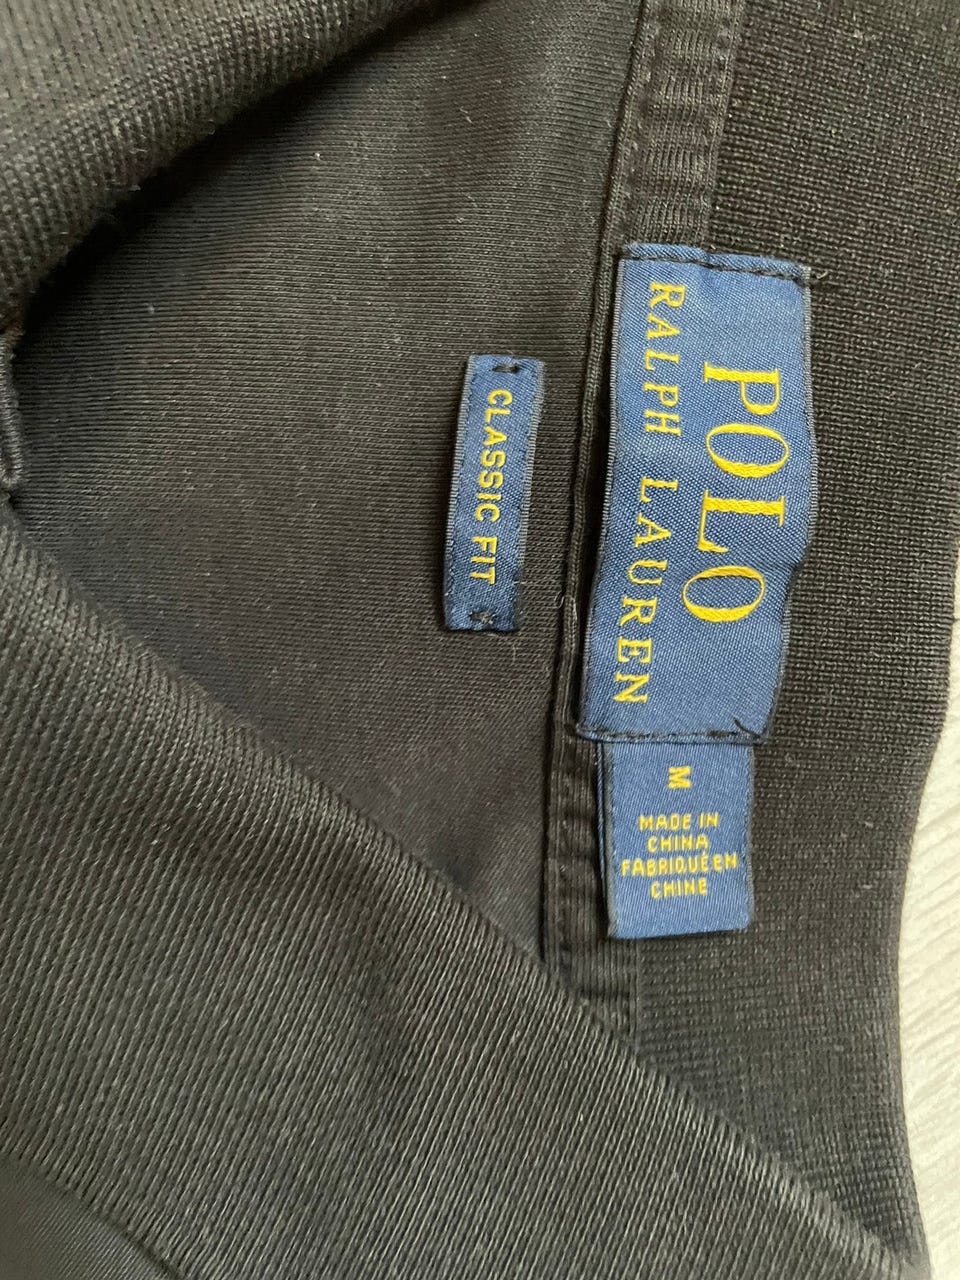 POLO
RALPH LAUREN
CLASSIC FIT
M
MADE IN
CHINA
FABRIQUÉ EN
CHINE